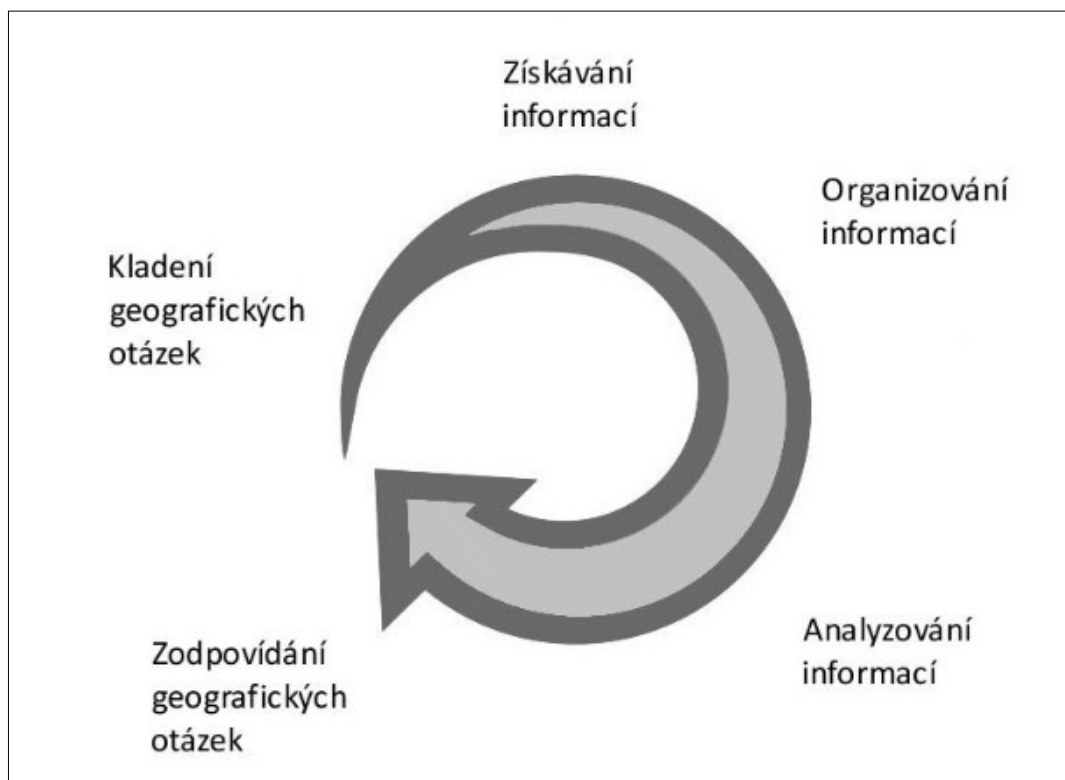 Získávání
informací
Organizování
informací
Kladení
geografických
otázek
Analyzování
informací
Zodpovídání
geografických
otázek